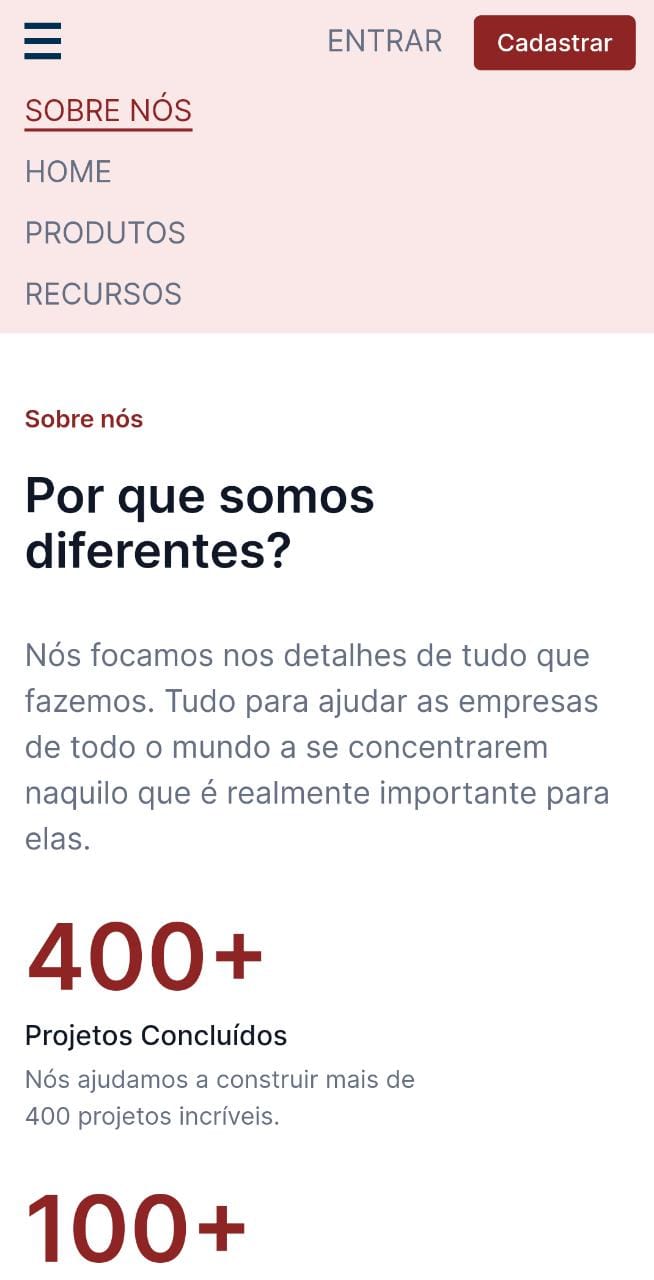 ENTRAR
Cadastrar
SOBRE NÓS
HOME
PRODUTOS
RECURSOS
Sobre nós
Por que somos
diferentes?
Nós focamos nos detalhes de tudo que
fazemos. Tudo para ajudar as empresas
de todo o mundo a se concentrarem
naquilo que é realmente importante para
elas.
400+
Projetos Concluídos
Nós ajudamos a construir mais de
400 projetos incríveis.
100+